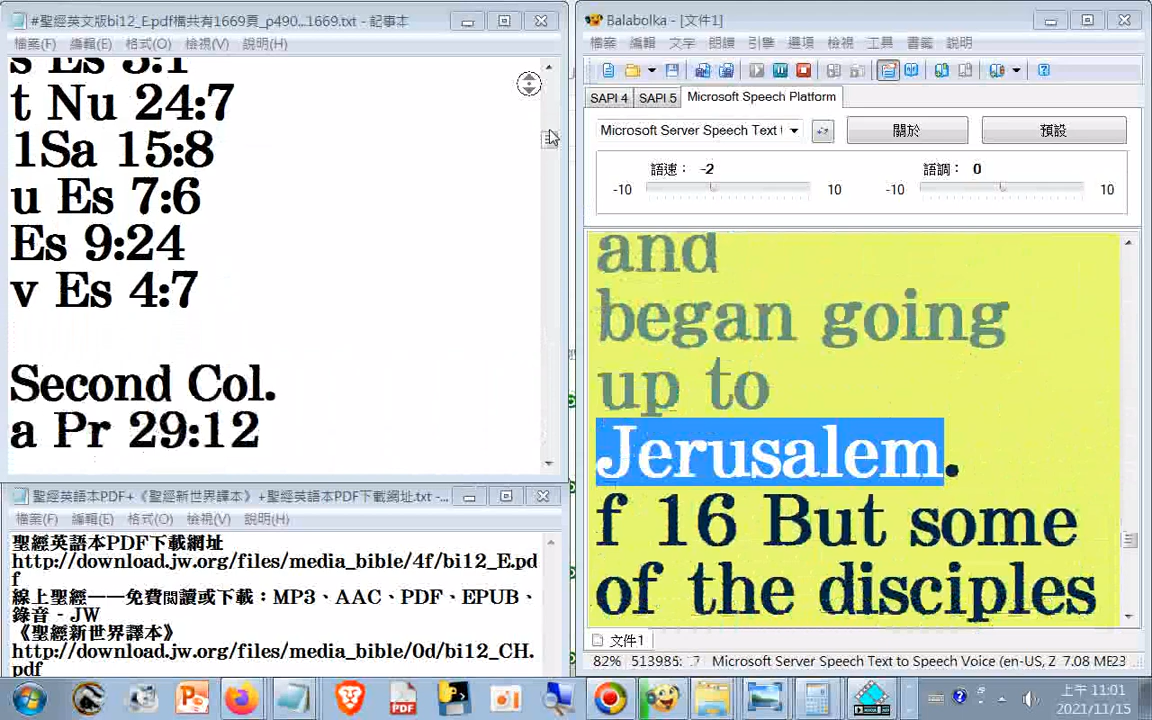 #聖經英文版bi12_E.pdf檔共有1669頁_p490...1669.txt - 記事本
檔案(F) 編輯(E) 格式(O) 檢視(V) 說明(H)
s Es 3:1
t Nu 24:7
1Sa 15:8
u Es 7:6
Es 9:24
v Es 4:7
Second Col.
a Pr 29:12
聖經英語本PDF+《聖經新世界譯本》+聖經英語本PDF下載網址.txt - ...
檔案(F) 編輯(E) 格式(O) 檢視(V) 說明(H)
聖經英語本PDF下載網址
http://download.jw.org/files/media_bible/4f/bi12_E.pd
f
線上聖經——免費閱讀或下載：MP3、AAC、PDF、EPUB、
錄音 - JW
《聖經新世界譯本》
http://download.jw.org/files/media_bible/0d/bi12_CH.
pdf
Balabolka - [文件1]
檔案 編輯 文字 朗讀 引擎 選項 檢視 工具 書籤 說明
SAPI 4 SAPI 5 Microsoft Speech Platform
Microsoft Server Speech Text 關於 預設
語速： -2 語調： 0
-10 10 -10 10
and
began going
up to
Jerusalem.
f 16 But some
of the disciples
文件1
82% 513985: Microsoft Server Speech Text to Speech Voice (en-US, Z 7.08 ME23
PDF
上午 11:01
2021/11/15